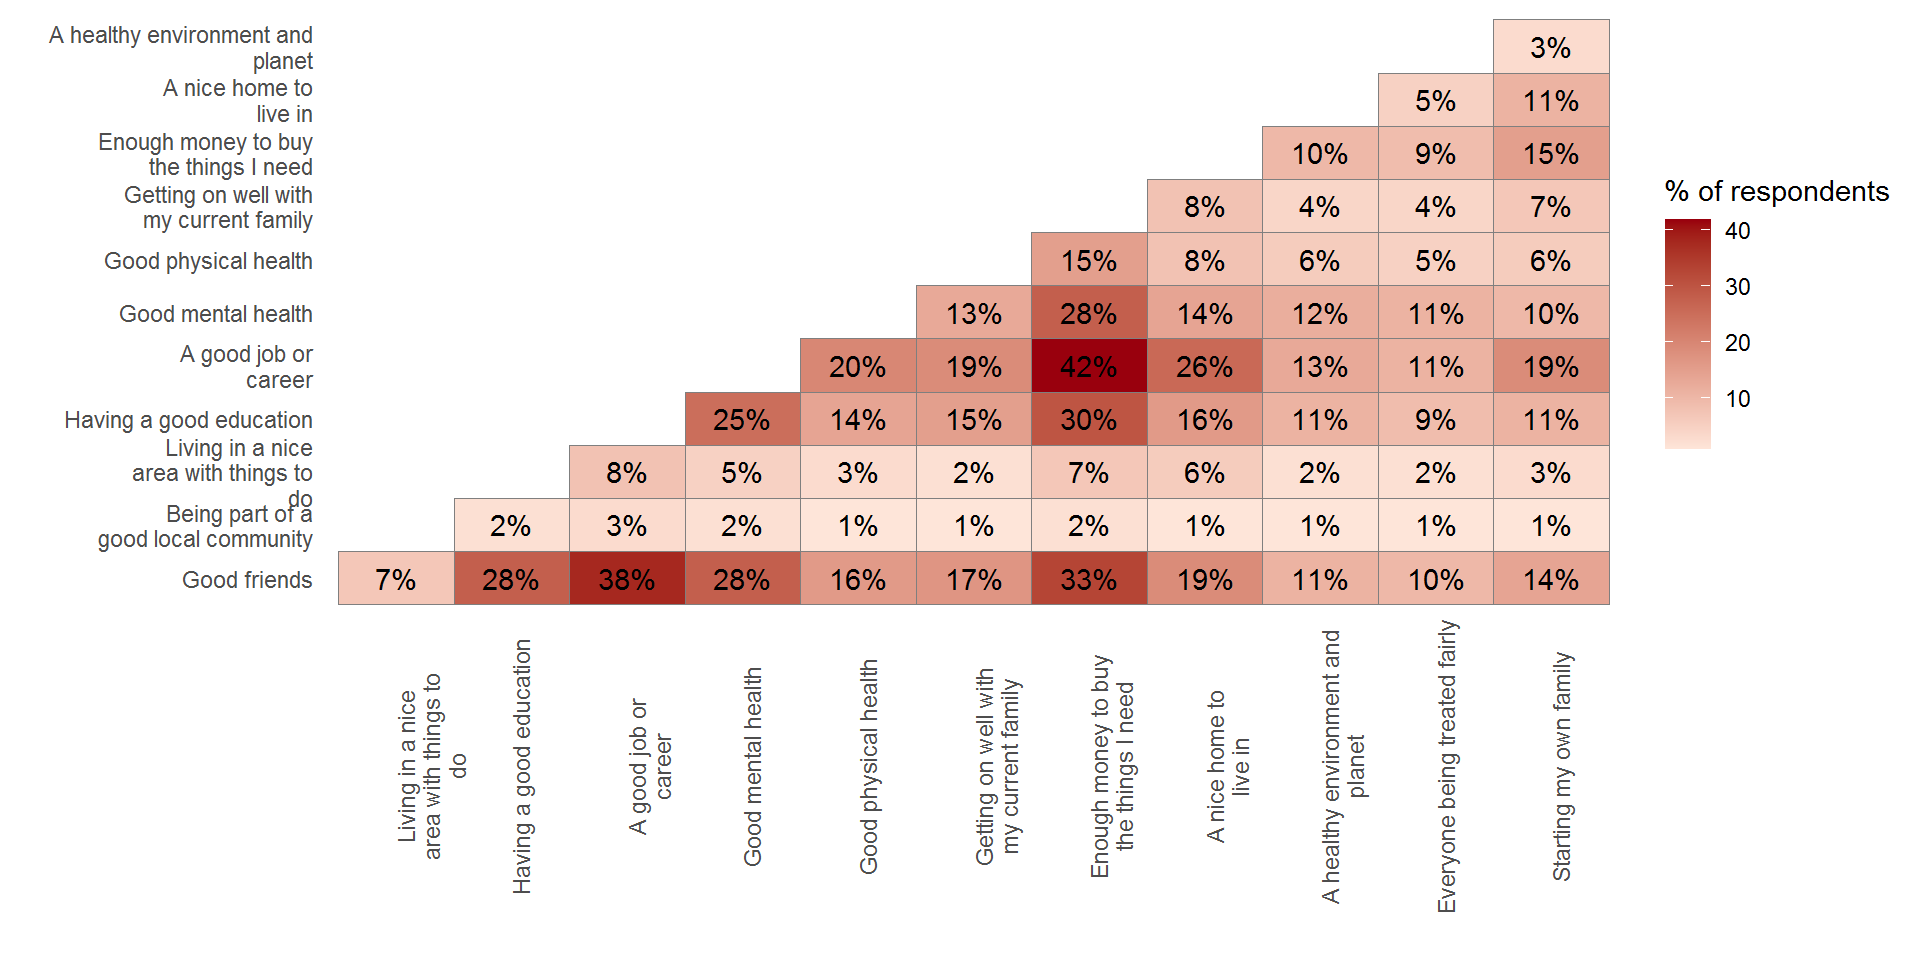 A healthy environment and
planet
3%
A nice home to
live in
5% 11%
Enough money to buy
the things I need
10% 9% 15%
Getting on well with
my current family
8% 4% 4% 7%
Good physical health
15% 8% 6% 5% 6%
Good mental health
13% 28% 14% 12% 11% 10%
A good job or
career
20% 19% 42% 26% 13% 11% 19%
Having a good education
25% 14% 15% 30% 16% 11% 9% 11%
Living in a nice
area with things to
do
8% 5% 3% 2% 7% 6% 2% 2% 3%
Being part of a
good local community
2% 3% 2% 1% 1% 2% 1% 1% 1% 1%
Good friends
7% 28% 38% 28% 16% 17% 33% 19% 11% 10% 14%
Living in a nice
area with things to
do
Having a good education
A good job or
career
Good mental health
Good physical health
Getting on well with
my current family
Enough money to buy
the things I need
A nice home to
live in
A healthy environment and
planet
Everyone being treated fairly
Starting my own family
% of respondents
40
30
20
10